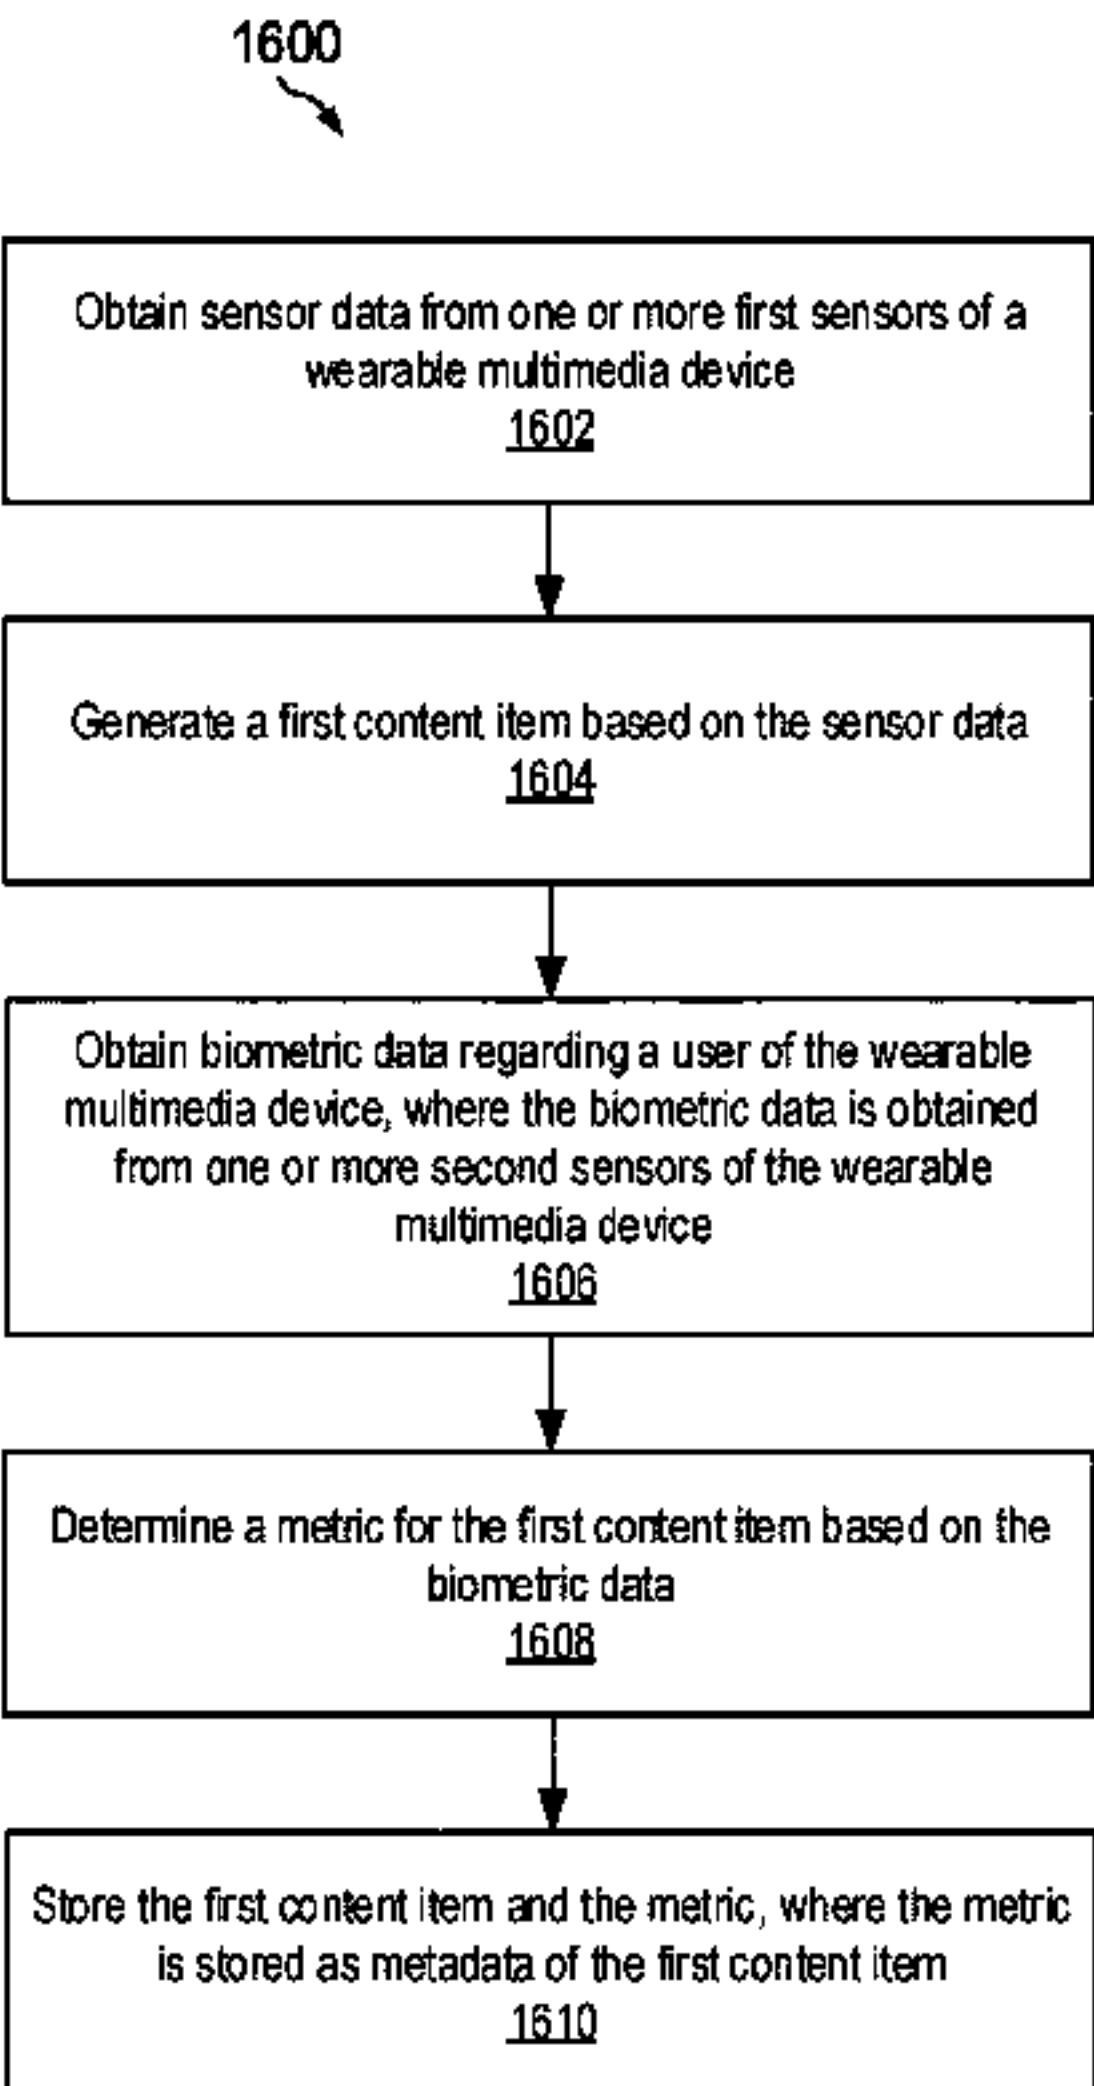 1600
Obtain sensor data from one or more first sensors of a
wearable multimedia device
1602
Generate a first content item based on the sensor data
1604
Obtain biometric data regarding a user of the wearable
multimedia device, where the biometric data is obtained
from one or more second sensors of the wearable
multimedia device
1606
Determine a metric for the first content item based on the
biometric data
1608
Store the first content item and the metric, where the metric
is stored as metadata of the first content item
1610